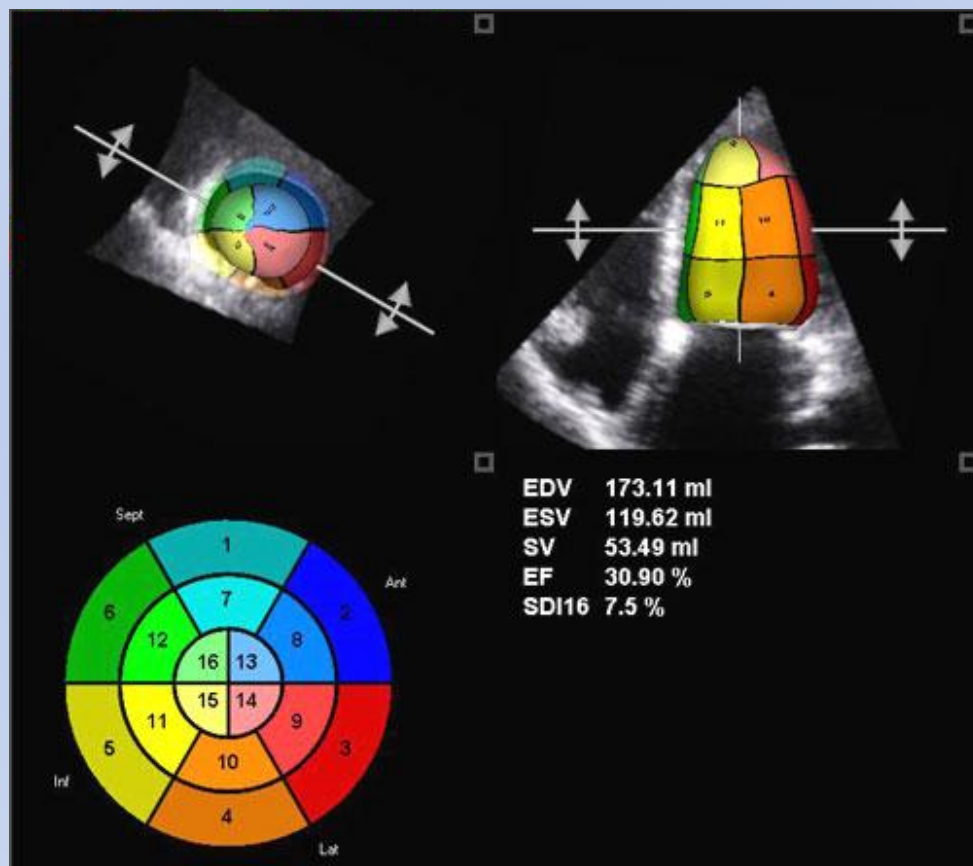 EDV 173.11 ml
ESV 119.62 ml
SV 53.49 ml
EF 30.90 %
SDI16 7.5 %
Sept
1
Ant
6
7
2
12
8
16 13
15 14
11
9
5
10
3
Inf
4
Lat